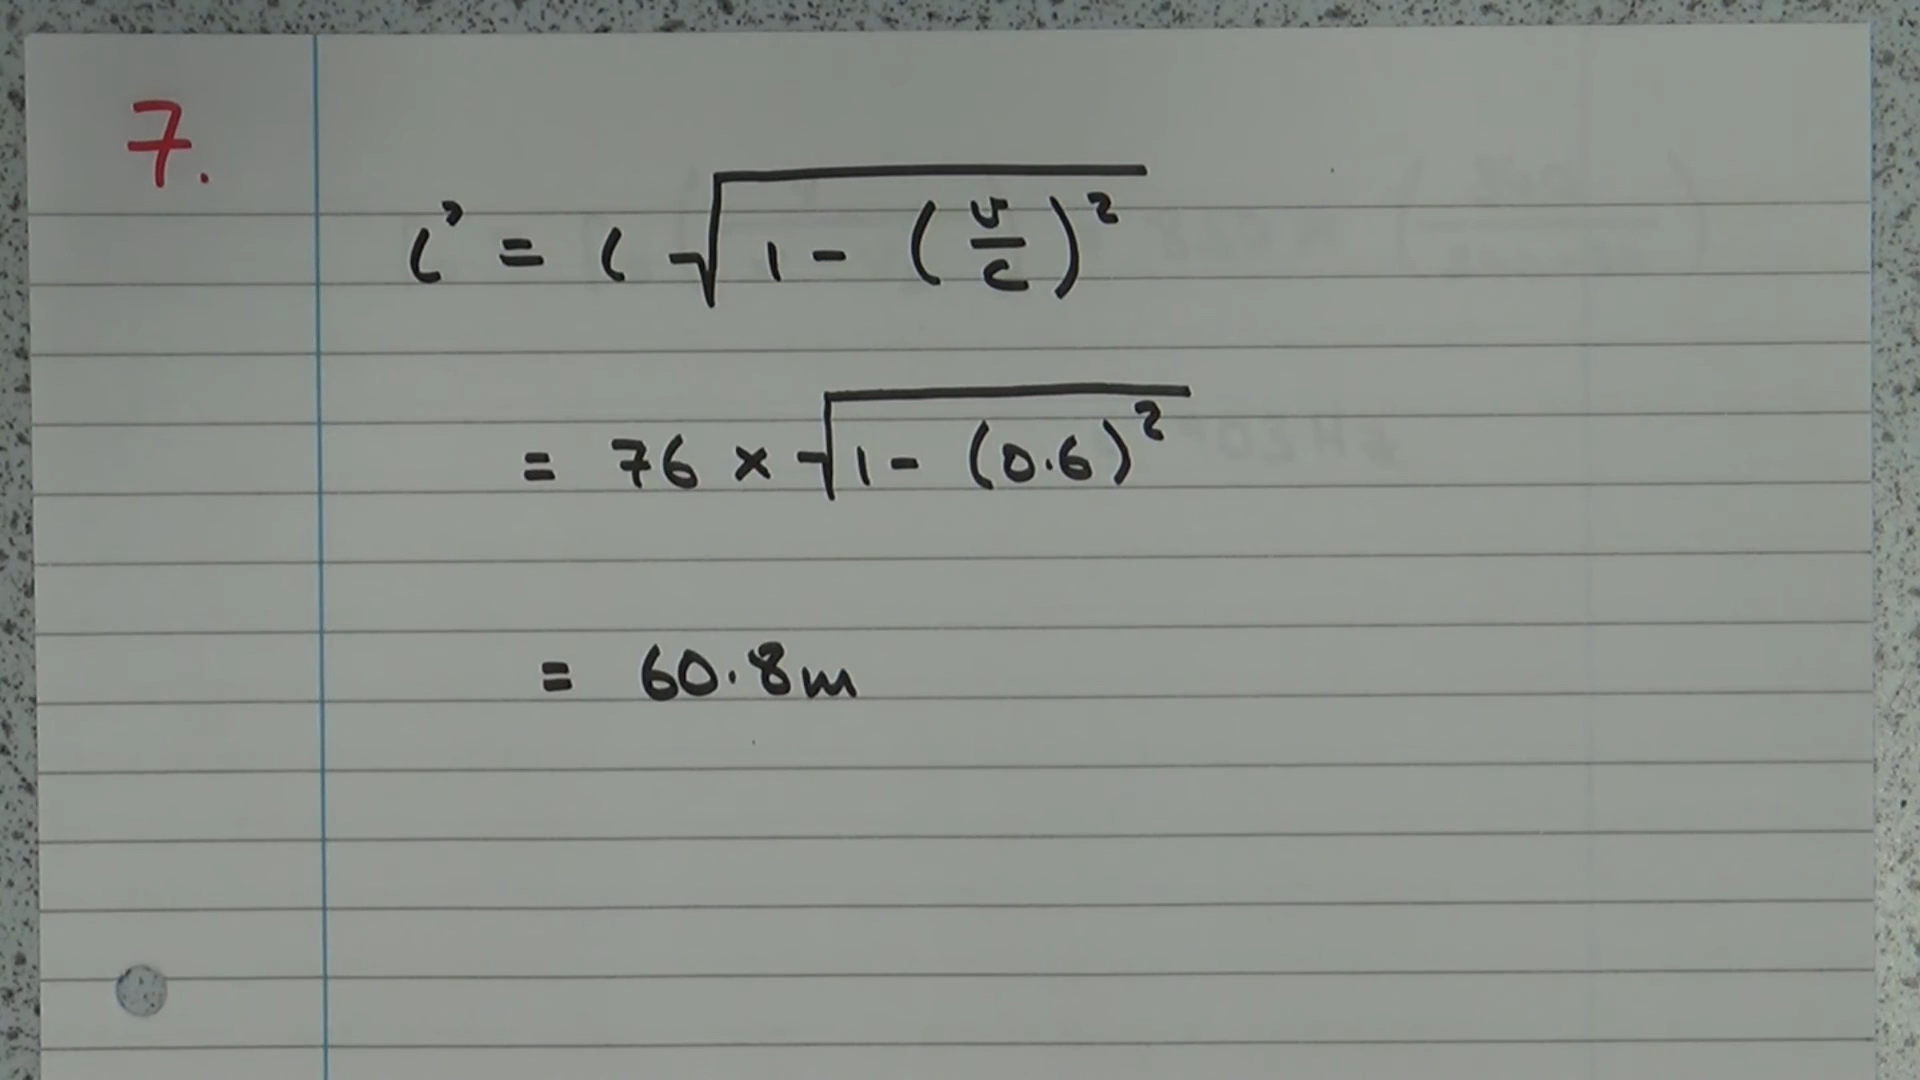 7.
l' = l √(1 - (v/c)²)
= 76 × √(1 - (0.6)²)
= 60.8m